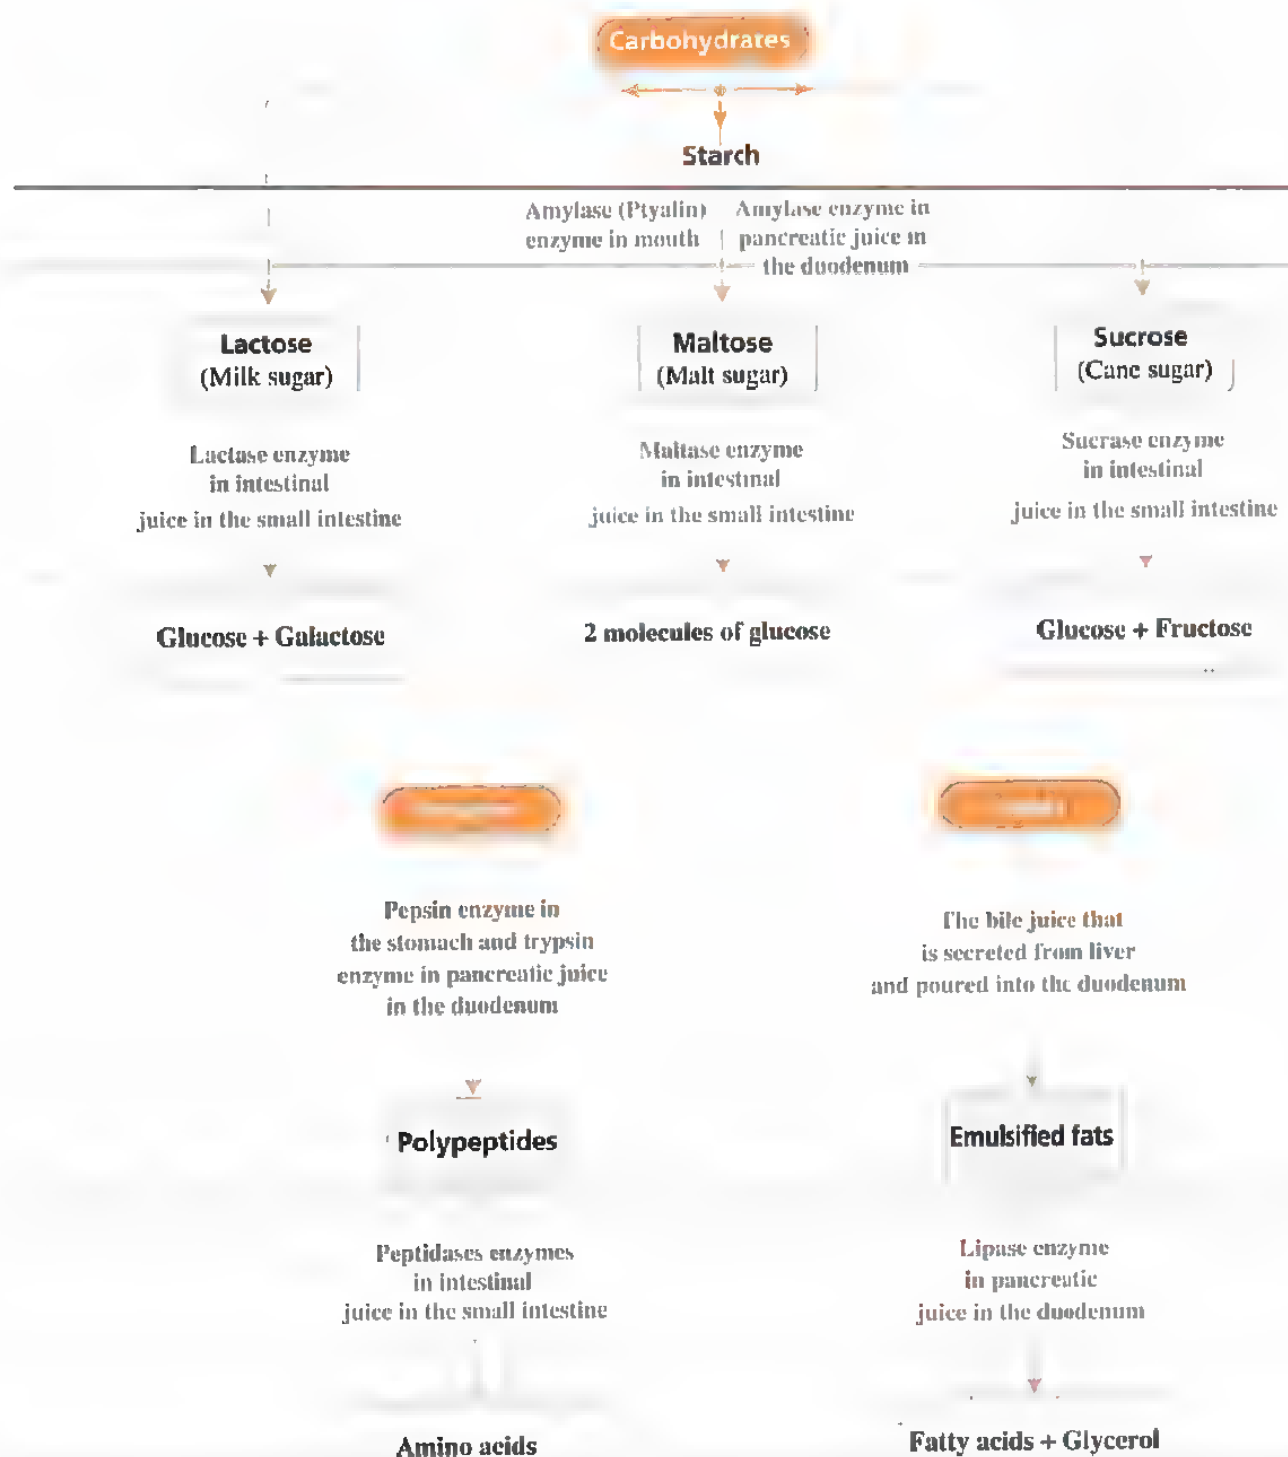 Carbohydrates
Starch
Amylase (Ptyalin)
enzyme in mouth
Amylase enzyme in
pancreatic juice in
the duodenum
Lactose
(Milk sugar)
Maltose
(Malt sugar)
Sucrose
(Cane sugar)
Lactase enzyme
in intestinal
juice in the small intestine
Maltase enzyme
in intestinal
juice in the small intestine
Sucrase enzyme
in intestinal
juice in the small intestine
Glucose + Galactose
2 molecules of glucose
Glucose + Fructose
Pepsin enzyme in
the stomach and trypsin
enzyme in pancreatic juice
in the duodenum
Polypeptides
Peptidases enzymes
in intestinal
juice in the small intestine
Amino acids
The bile juice that
is secreted from liver
and poured into the duodenum
Emulsified fats
Lipase enzyme
in pancreatic
juice in the duodenum
Fatty acids + Glycerol